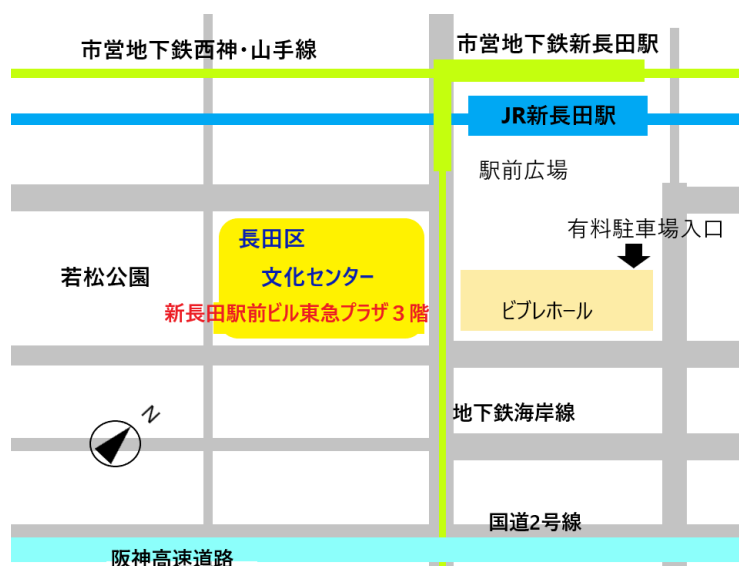 市営地下鉄西神・山手線
市営地下鉄新長田駅
JR新長田駅
駅前広場
有料駐車場入口
長田区
文化センター
若松公園
新長田駅前ビル東急プラザ３階
ビブレホール
N
地下鉄海岸線
国道2号線
阪神高速道路